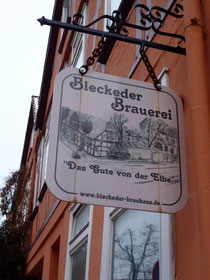 Bleckeder
Brauerei
"Das Gute von der Elbe"
www.bleckeder-brauhaus.de